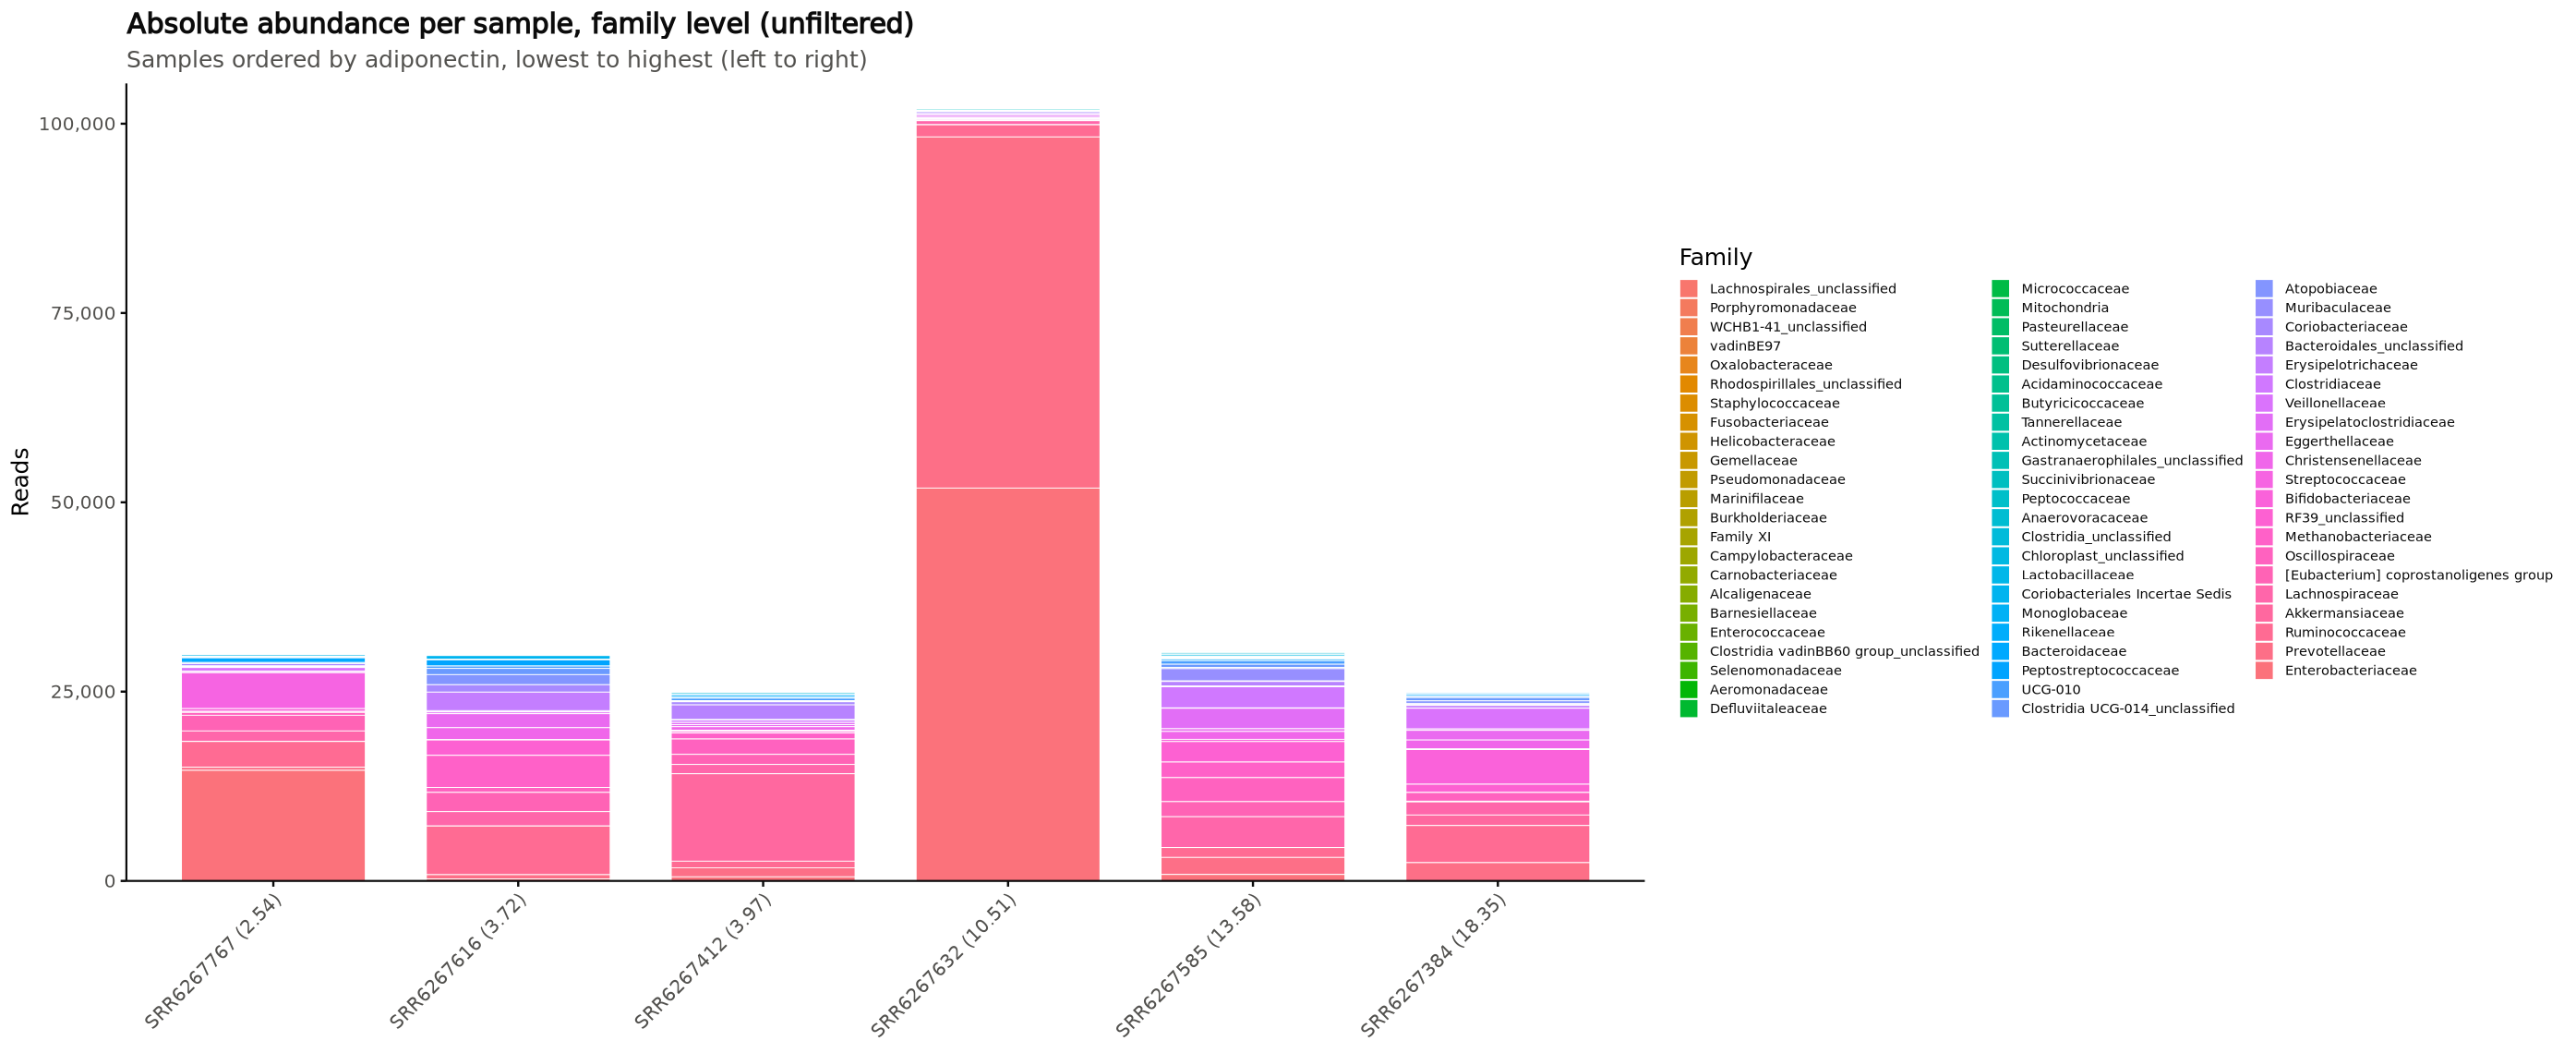 Absolute abundance per sample, family level (unfiltered)
Samples ordered by adiponectin, lowest to highest (left to right)
Reads
100,000
75,000
50,000
25,000
0
SRR6267767 (2.54)
SRR6267616 (3.72)
SRR6267412 (3.97)
SRR6267632 (10.51)
SRR6267585 (13.58)
SRR6267384 (18.35)
Family
Lachnospirales_unclassified
Porphyromonadaceae
WCHB1-41_unclassified
vadinBE97
Oxalobacteraceae
Rhodospirillales_unclassified
Staphylococcaceae
Fusobacteriaceae
Helicobacteraceae
Gemellaceae
Pseudomonadaceae
Marinifilaceae
Burkholderiaceae
Family XI
Campylobacteraceae
Carnobacteriaceae
Alcaligenaceae
Barnesiellaceae
Enterococcaceae
Clostridia vadinBB60 group_unclassified
Selenomonadaceae
Aeromonadaceae
Defluviitaleaceae
Micrococcaceae
Mitochondria
Pasteurellaceae
Sutterellaceae
Desulfovibrionaceae
Acidaminococcaceae
Butyricicoccaceae
Tannerellaceae
Actinomycetaceae
Gastranaerophilales_unclassified
Succinivibrionaceae
Peptococcaceae
Anaerovoracaceae
Clostridia_unclassified
Chloroplast_unclassified
Lactobacillaceae
Coriobacteriales Incertae Sedis
Monoglobaceae
Rikenellaceae
Bacteroidaceae
Peptostreptococcaceae
UCG-010
Clostridia UCG-014_unclassified
Atopobiaceae
Muribaculaceae
Coriobacteriaceae
Bacteroidales_unclassified
Erysipelotrichaceae
Clostridiaceae
Veillonellaceae
Erysipelatoclostridiaceae
Eggerthellaceae
Christensenellaceae
Streptococcaceae
Bifidobacteriaceae
RF39_unclassified
Methanobacteriaceae
Oscillospiraceae
[Eubacterium] coprostanoligenes group
Lachnospiraceae
Akkermansiaceae
Ruminococcaceae
Prevotellaceae
Enterobacteriaceae